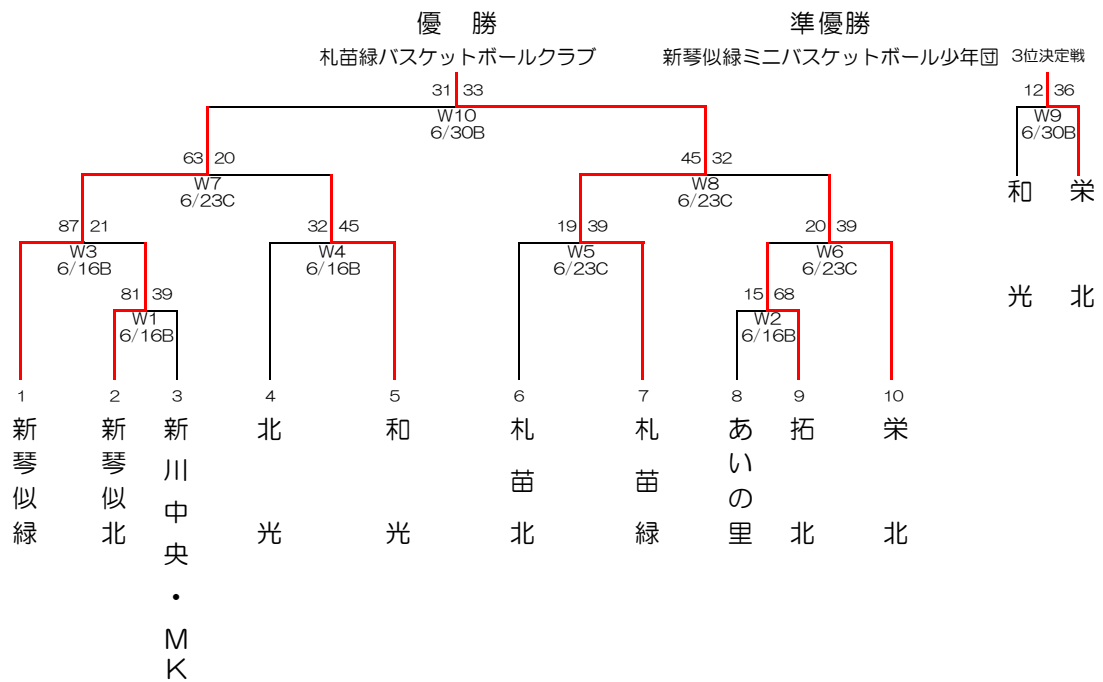 優 勝
準優勝
札苗緑バスケットボールクラブ
新琴似緑ミニバスケットボール少年団
3位決定戦
31 33
W10
6/30B
12 36
W9
6/30B
和光
栄北
63 20
W7
6/23C
45 32
W8
6/23C
87 21
W3
6/16B
32 45
W4
6/16B
19 39
W5
6/23C
20 39
W6
6/23C
81 39
W1
6/16B
15 68
W2
6/16B
1 2 3 4 5 6 7 8 9 10
新琴似緑
新琴似北
新川中央・MK
北光
和光
札苗北
札苗緑
あいの里
拓北
栄北